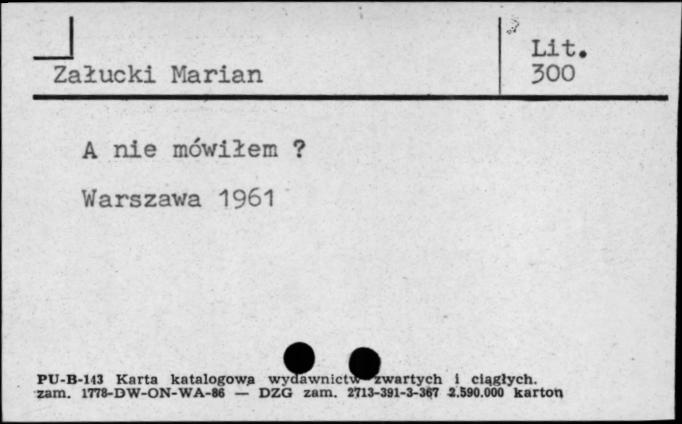 Lit.
Załucki Marian 300
A nie mówiłem ?
Warszawa 1961
PU-B-143 Karta katalogowa wydawnictw zwartych i ciągłych.
zam. 1778-DW-ON-WA-86 — DZG zam. 2713-391-3-367 2.590.000 karton